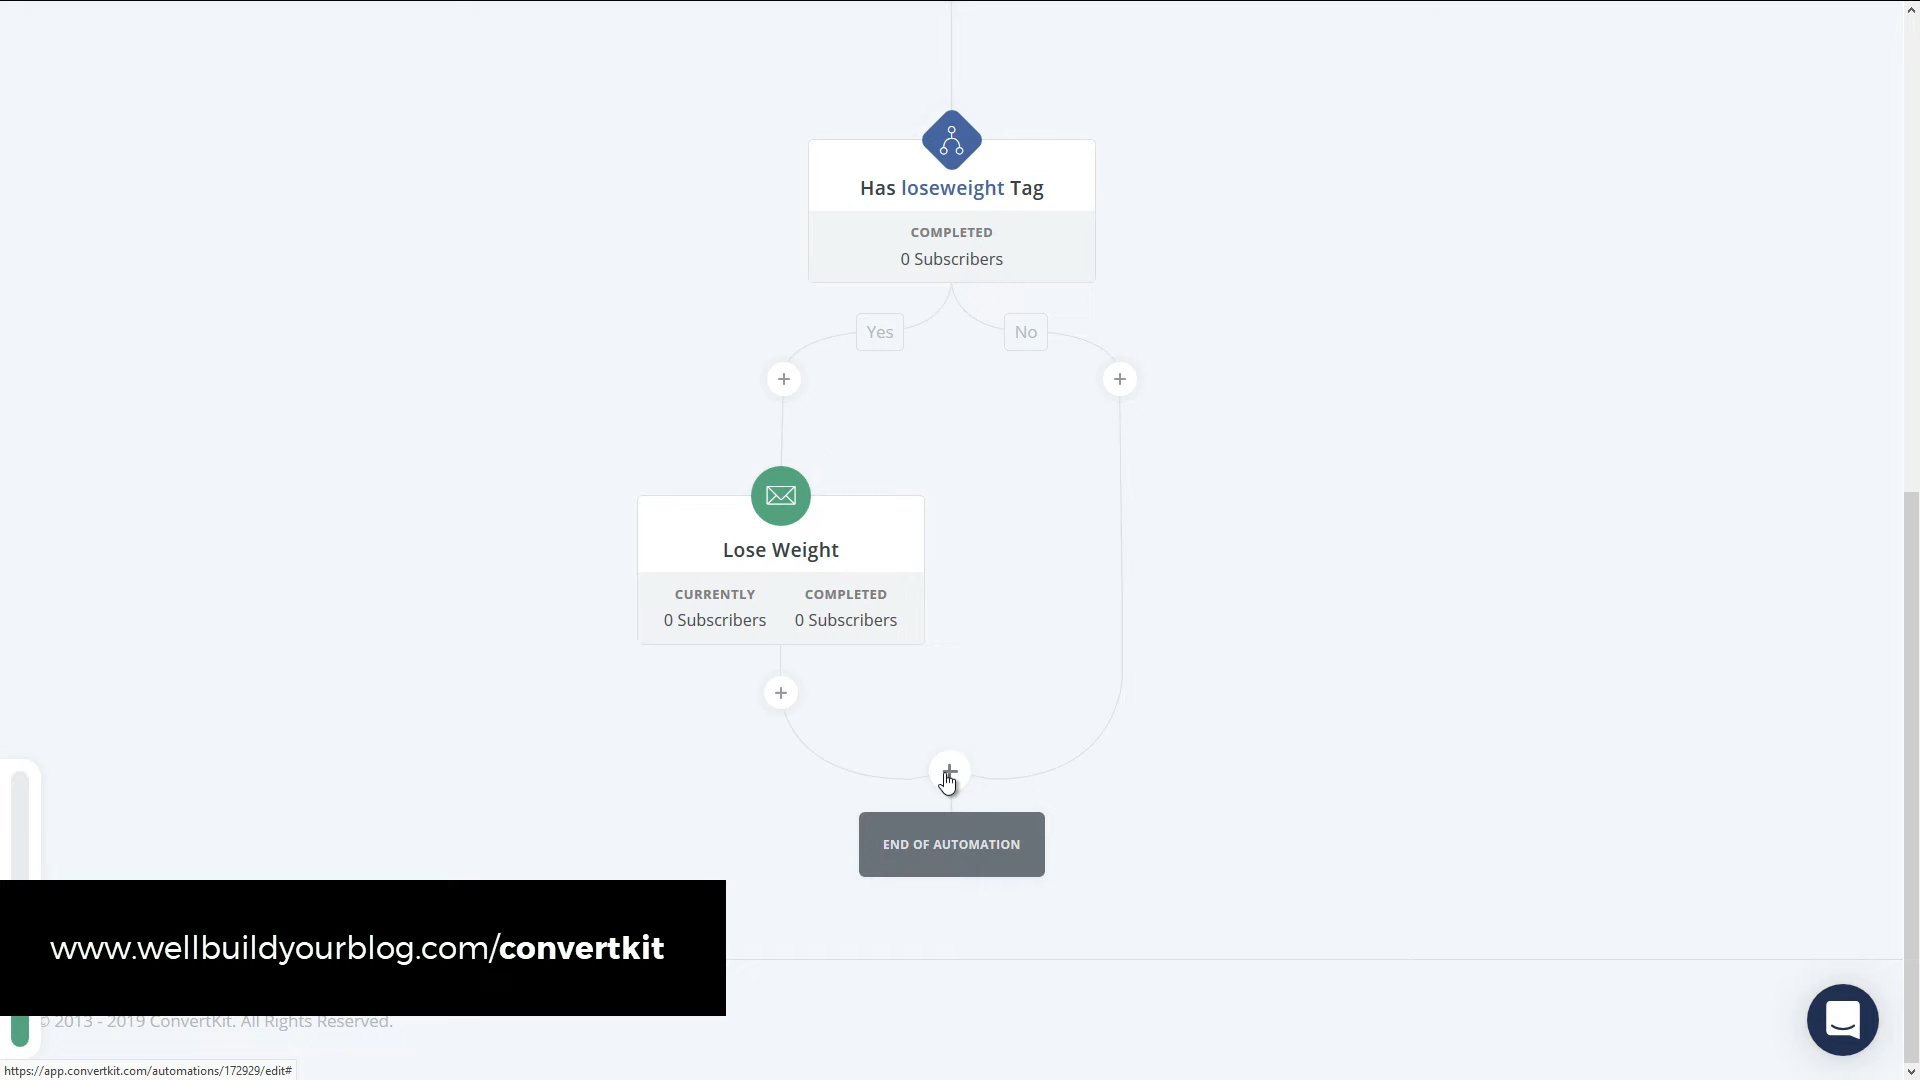 Has loseweight Tag
COMPLETED
0 Subscribers
Yes
No
Lose Weight
CURRENTLY
COMPLETED
0 Subscribers
0 Subscribers
END OF AUTOMATION
www.wellbuildyourblog.com/convertkit
© 2013 - 2019 ConvertKit. All Rights Reserved.
https://app.convertkit.com/automations/172929/edit#